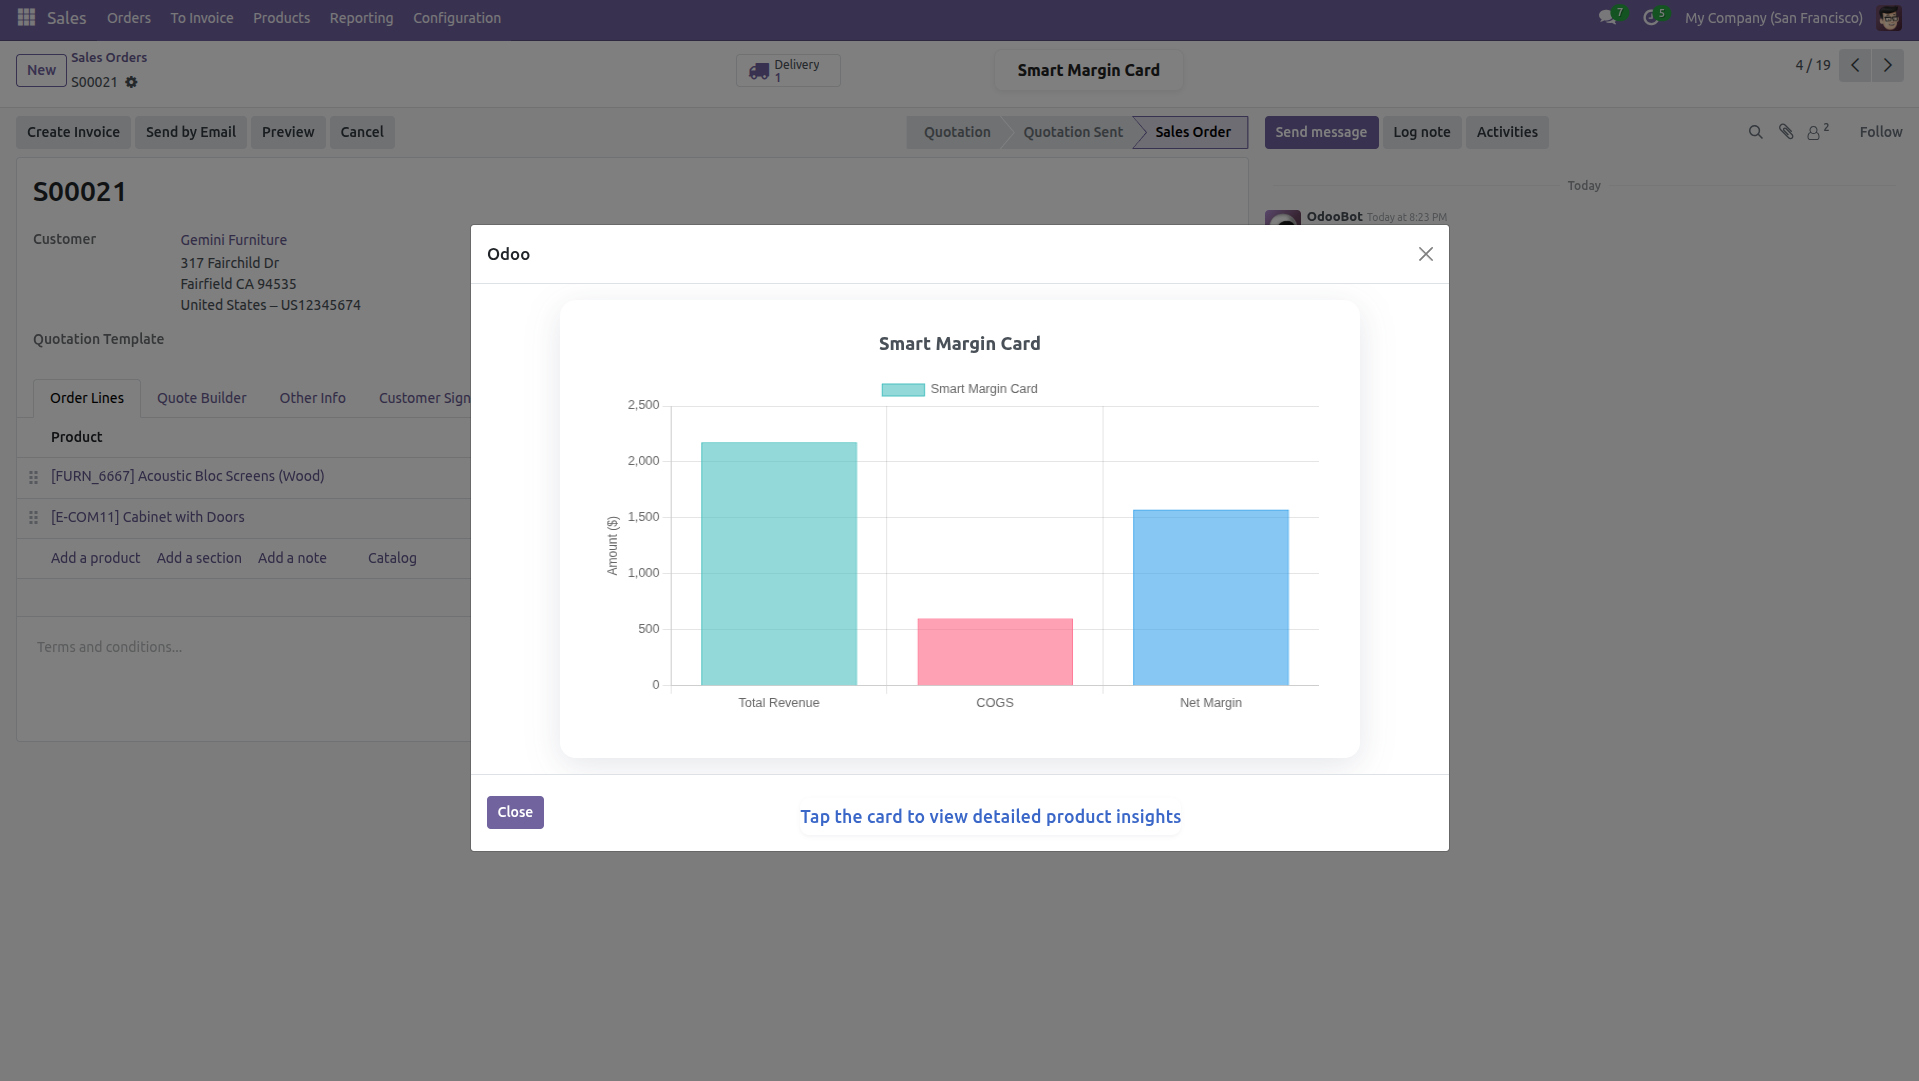 Sales Orders To Invoice Products Reporting Configuration 7 5 My Company (San Francisco)
New
Sales Orders
S00021
Delivery
1
Smart Margin Card
4 / 19
Create Invoice Send by Email Preview Cancel
Quotation Quotation Sent Sales Order
Send message Log note Activities
2
Follow
Today
OdooBot Today at 8:23 PM
S00021
Customer
Gemini Furniture
317 Fairchild Dr
Fairfield CA 94535
United States – US12345674
Quotation Template
Order Lines Quote Builder Other Info Customer Sign
Product
[FURN_6667] Acoustic Bloc Screens (Wood)
[E-COM11] Cabinet with Doors
Add a product Add a section Add a note Catalog
Terms and conditions...
Odoo
Smart Margin Card
Smart Margin Card
Amount ($)
2,500
2,000
1,500
1,000
500
0
Total Revenue COGS Net Margin
Close
Tap the card to view detailed product insights